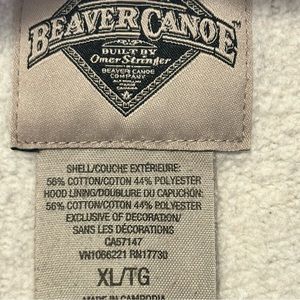 BEAVER CANOE
BUILT BY
Omer Stringer
BEAVER CANOE
COMPANY
CANADA
SHELL/COUCHE EXTÉRIEURE:
56% COTTON/COTON 44% POLYESTER
HOOD LINING/DOUBLURE DU CAPUCHÓN:
56% COTTON/COTON 44% POLYESTER
EXCLUSIVE OF DECORATION/
SANS LES DÉCORATIONS
CA57147
VN1066221 RN17730
XL/TG
MADE IN CAMBODIA